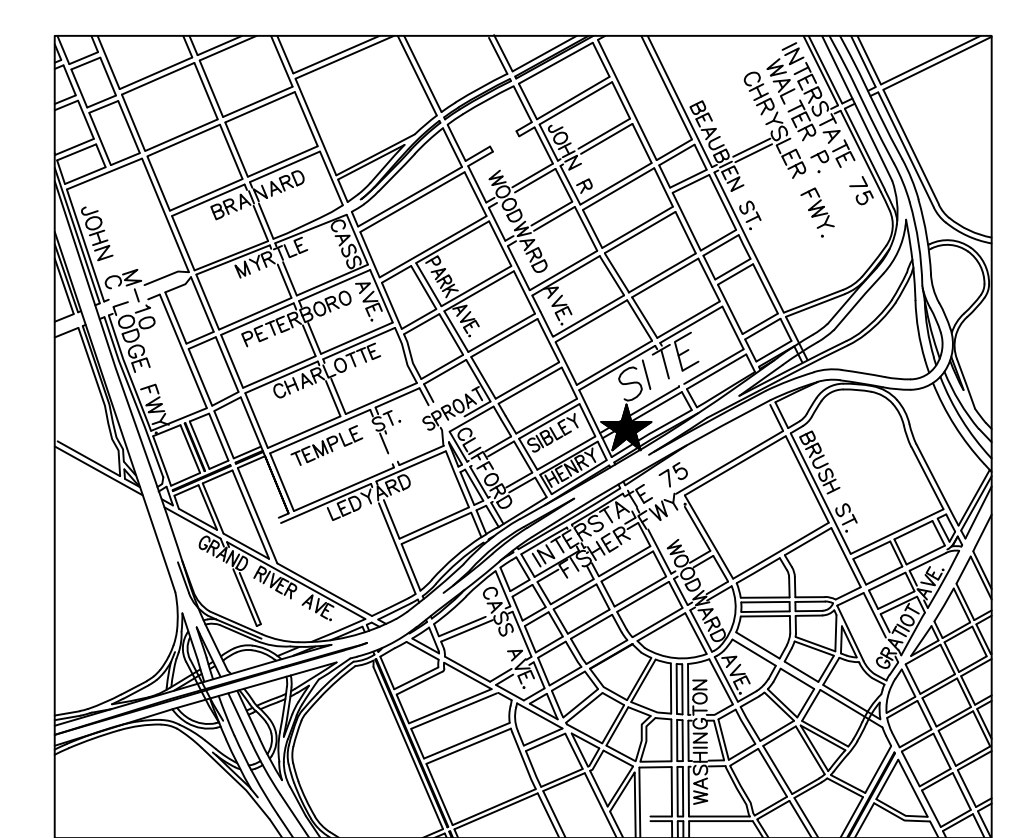 INTERSTATE 75
WALTER P.
CHRYSLER FWY.
BEAUBEN ST.
JOHN R
WOODWARD AVE.
BRAINARD
MYRTLE
CASS AVE.
PARK AVE.
JOHN C LODGE FWY
M-10
PETERBORO
CHARLOTTE
SITE
TEMPLE ST.
SPROAT
SIBLEY
CLIFFORD
HENRY
LEDYARD
INTERSTATE 75
FISHER FWY.
BRUSH ST.
GRAND RIVER AVE.
CASS AVE.
WOODWARD AVE.
GRATIOT AVE.
WASHINGTON